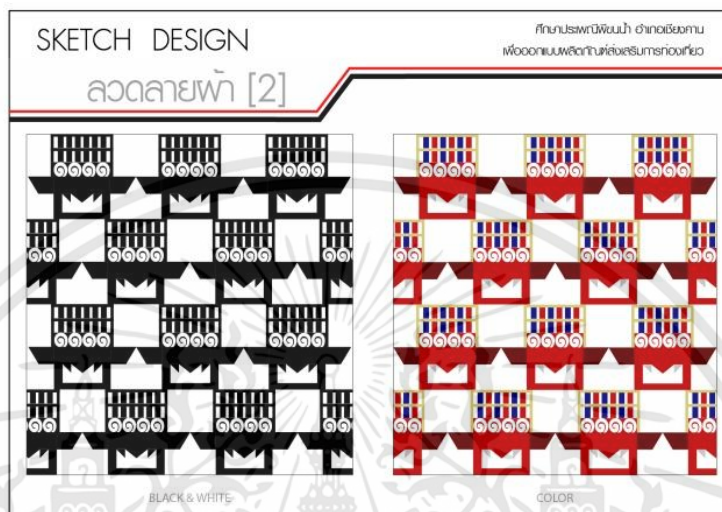 SKETCH DESIGN
ลวดลายผ้า [2]
ศึกษาประเพณีผีขนน้ำ อำเภอเชียงคาน
เพื่อออกแบบผลิตภัณฑ์ส่งเสริมการท่องเที่ยว
BLACK & WHITE
COLOR